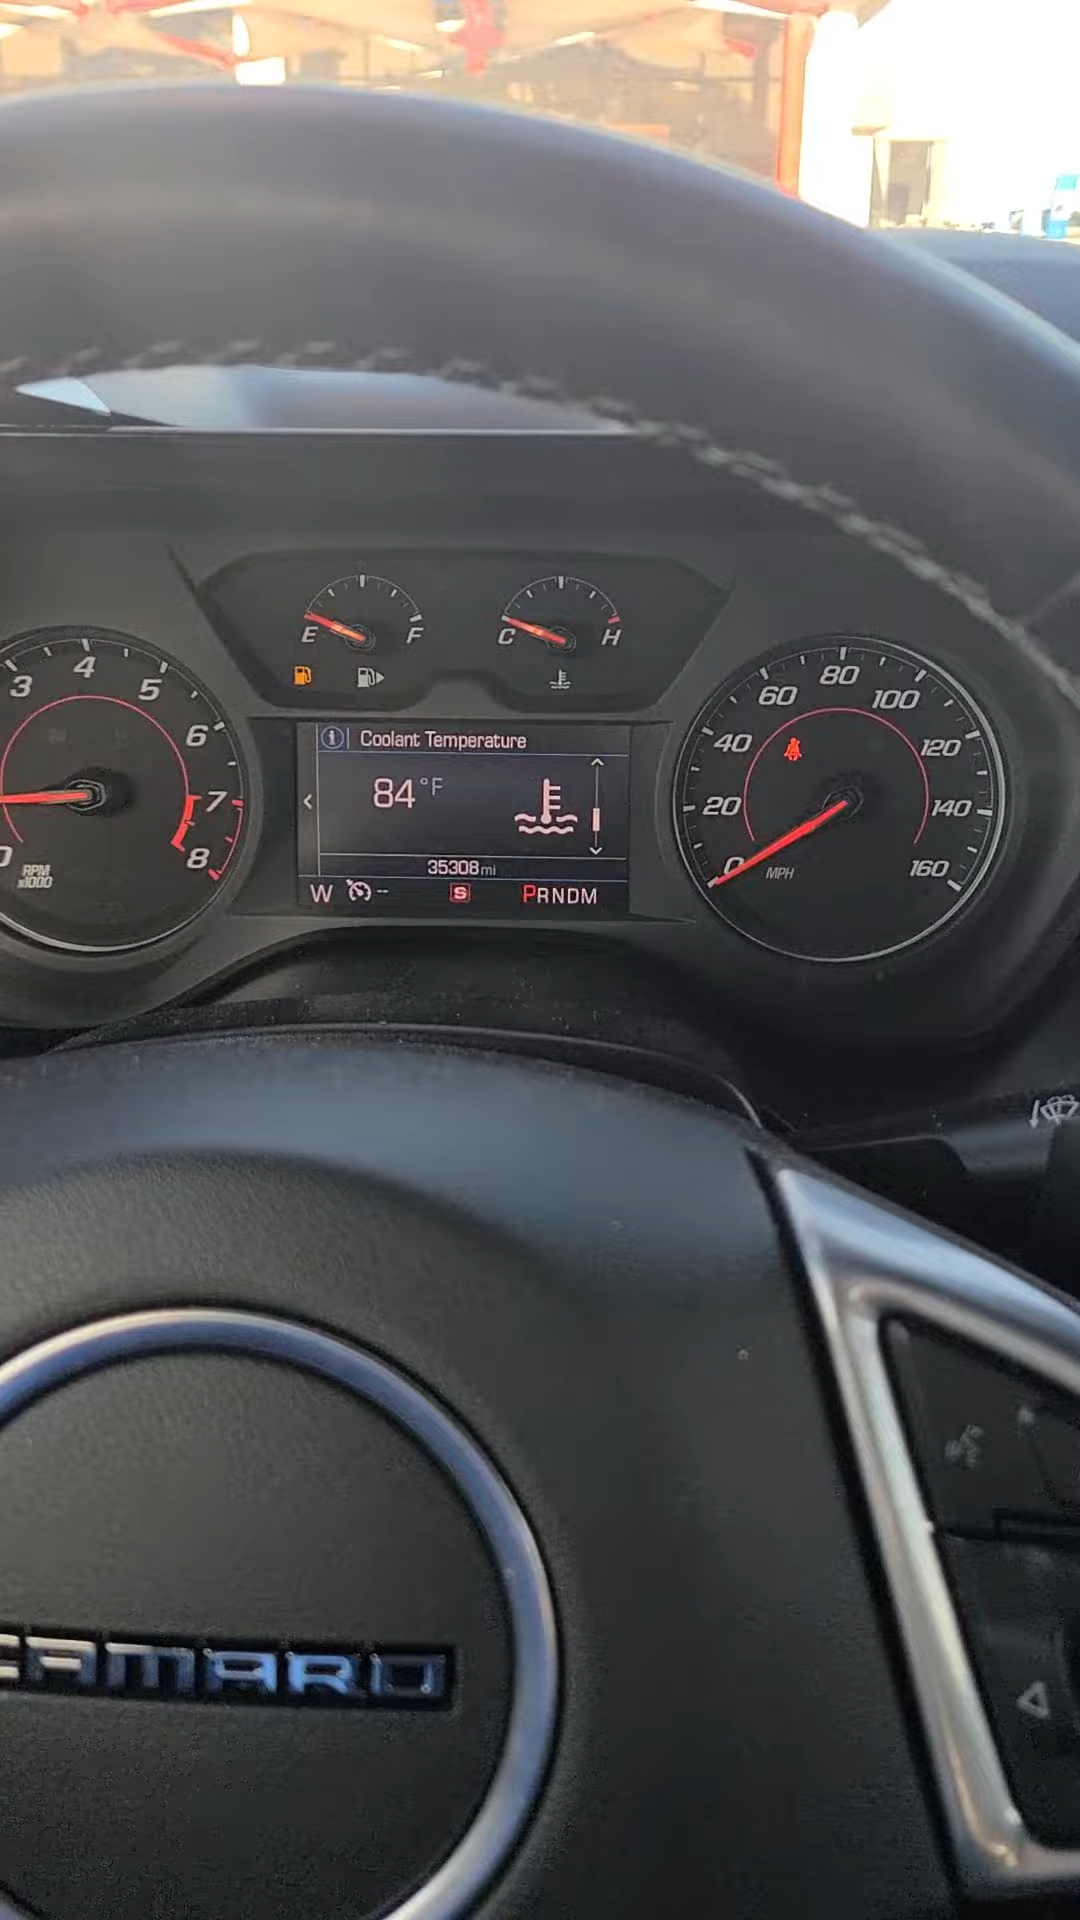 E F C H
3 4 5 6 7 8
0
RPM
x1000
Coolant Temperature
84 °F
35308 mi
W -- S PRNDM
0 20 40 60 80 100 120 140 160
MPH
CAMARO